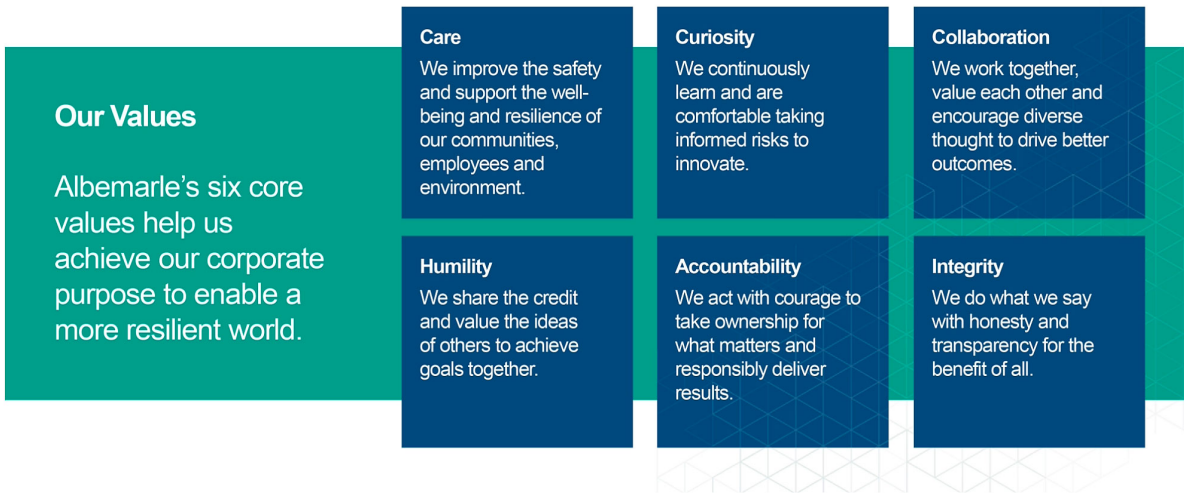 Our Values
Albemarle's six core
values help us
achieve our corporate
purpose to enable a
more resilient world.
Care
We improve the safety
and support the well-
being and resilience of
our communities,
employees and
environment.
Curiosity
We continuously
learn and are
comfortable taking
informed risks to
innovate.
Collaboration
We work together,
value each other and
encourage diverse
thought to drive better
outcomes.
Humility
We share the credit
and value the ideas
of others to achieve
goals together.
Accountability
We act with courage to
take ownership for
what matters and
responsibly deliver
results.
Integrity
We do what we say
with honesty and
transparency for the
benefit of all.